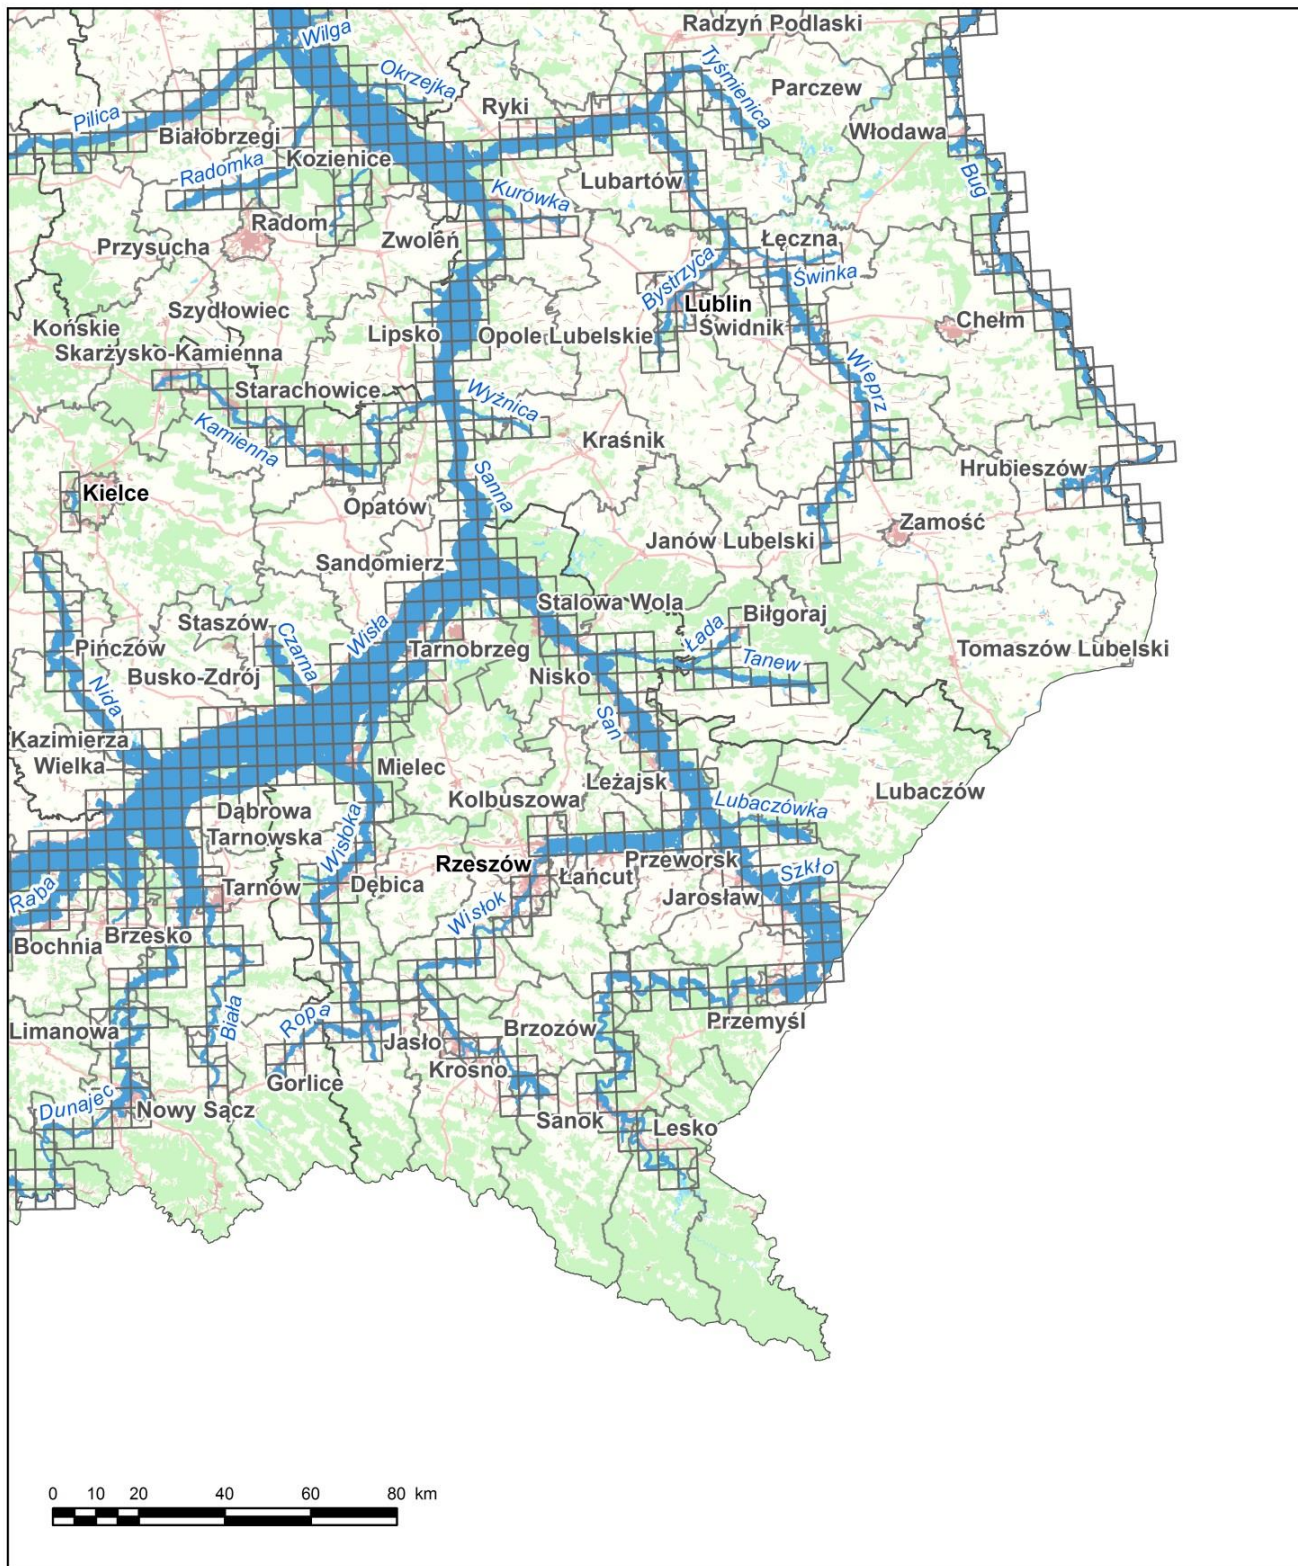 Radzyń Podlaski
Wilga
Tyśmienica
Okrzejka
Parczew
Ryki
Pilica
Białobrzegi
Włodawa
Kozienice
Radomka
Bug
Lubartów
Kurówka
Radom
Zwoleń
Łęczna
Przysucha
Świnka
Bystrzyca
Lublin
Szydłowiec
Chełm
Świdnik
Końskie
Lipsko
Opole Lubelskie
Skarżysko-Kamienna
Starachowice
Wieprz
Wyżnica
Kamienna
Kraśnik
Hrubieszów
Sanna
Kielce
Opatów
Zamość
Janów Lubelski
Sandomierz
Stalowa Wola
Biłgoraj
Staszów
Łada
Wisła
Czarna
Pińczów
Tarnobrzeg
Tomaszów Lubelski
Tanew
Busko-Zdrój
Nisko
Nida
San
Kazimierza
Wielka
Mielec
Leżajsk
Lubaczów
Kolbuszowa
Lubaczówka
Dąbrowa
Tarnowska
Wisłoka
Rzeszów
Przeworsk
Łańcut
Szkło
Tarnów
Dębica
Raba
Jarosław
Wisłok
Bochnia
Brzesko
Przemyśl
Ropa
Biała
Limanowa
Brzozów
Jasło
Krosno
Gorlice
Dunajec
Nowy Sącz
Sanok
Lesko
0 10 20 40 60 80 km